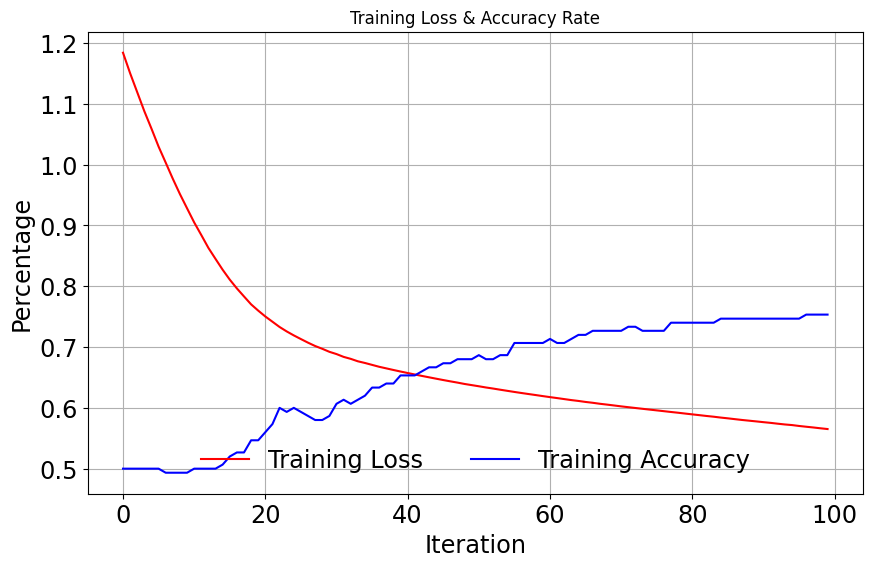 Training Loss & Accuracy Rate
1.2
1.1
1.0
0.9
0.8
0.7
0.6
0.5
Percentage
Training Loss
Training Accuracy
0 20 40 60 80 100
Iteration